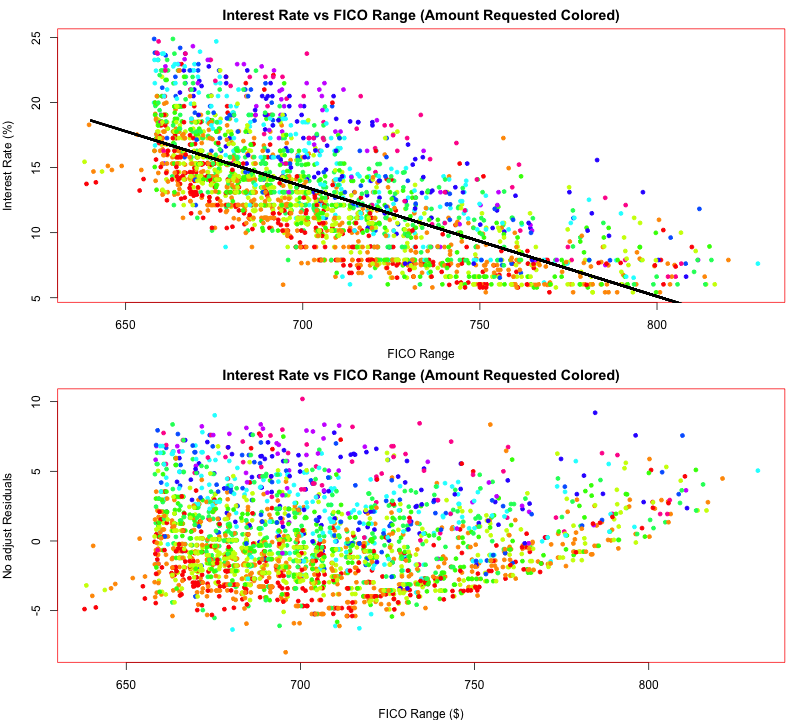 Interest Rate vs FICO Range (Amount Requested Colored)
25
20
15
10
5
Interest Rate (%)
650 700 750 800
FICO Range
Interest Rate vs FICO Range (Amount Requested Colored)
10
5
0
-5
No adjust Residuals
650 700 750 800
FICO Range ($)